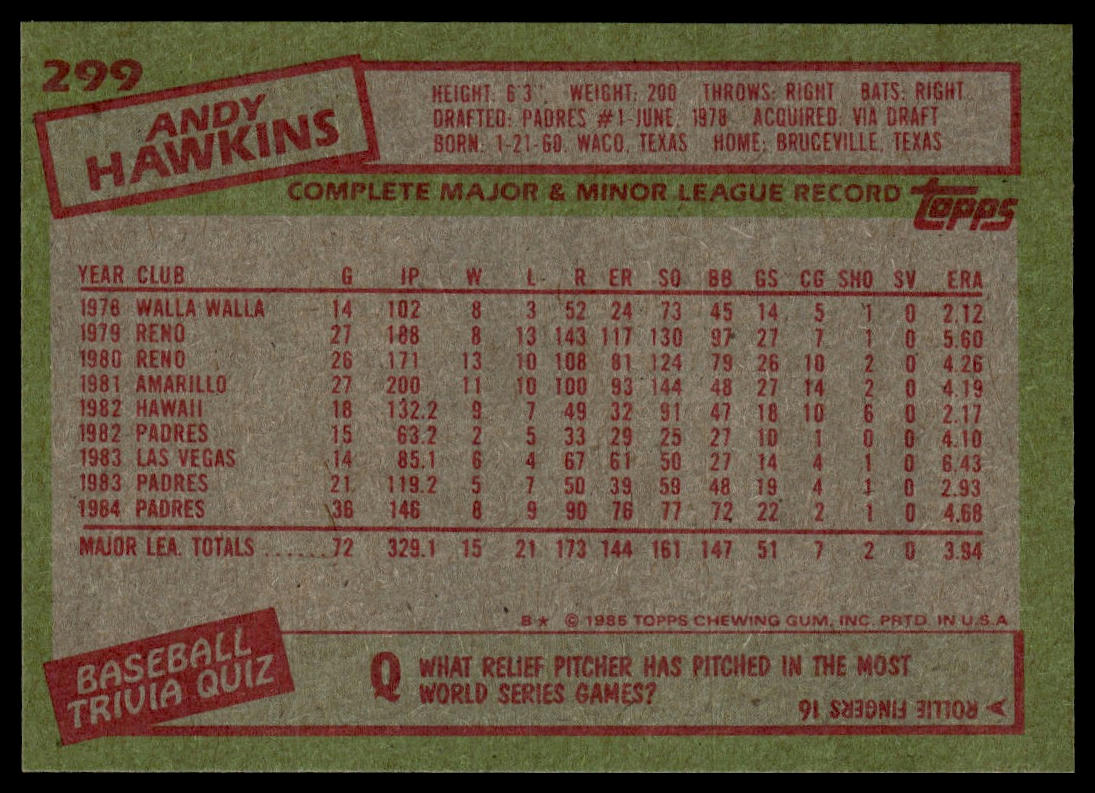 299
ANDY
HAWKINS
HEIGHT: 6'3". WEIGHT: 200 THROWS: RIGHT BATS: RIGHT
DRAFTED: PADRES #1-JUNE, 1978 ACQUIRED: VIA DRAFT
BORN: 1-21-60, WACO, TEXAS HOME: BRUCEVILLE, TEXAS
COMPLETE MAJOR & MINOR LEAGUE RECORD
topps
YEAR CLUB G IP W L R ER SO BB GS CG SHO SV ERA
1978 WALLA WALLA 14 102 8 3 52 24 73 45 14 5 1 0 2.12
1979 RENO 27 188 8 13 143 117 130 97 27 7 1 0 5.60
1980 RENO 26 171 13 10 108 81 124 79 26 10 2 0 4.26
1981 AMARILLO 27 200 11 10 100 93 144 48 27 14 2 0 4.19
1982 HAWAII 18 132.2 9 7 49 32 91 47 18 10 6 0 2.17
1982 PADRES 15 63.2 2 5 33 29 25 27 10 1 0 0 4.10
1983 LAS VEGAS 14 85.1 6 4 67 61 50 27 14 4 1 0 6.43
1983 PADRES 21 119.2 5 7 50 39 59 48 19 4 1 0 2.93
1984 PADRES 36 146 8 9 90 76 77 72 22 2 1 0 4.68
MAJOR LEA. TOTALS ......72 329.1 15 21 173 144 161 147 51 7 2 0 3.94
B★ © 1985 TOPPS CHEWING GUM, INC. PRTD. IN U.S.A
BASEBALL
TRIVIA QUIZ
Q WHAT RELIEF PITCHER HAS PITCHED IN THE MOST
WORLD SERIES GAMES?
A ROLLIE FINGERS 16